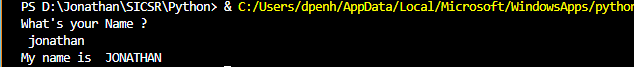 PS D:\Jonathan\SICSR\Python> & C:/Users/dpenh/AppData/Local/Microsoft/WindowsApps/python
What's your Name ?
 jonathan
My name is  JONATHAN